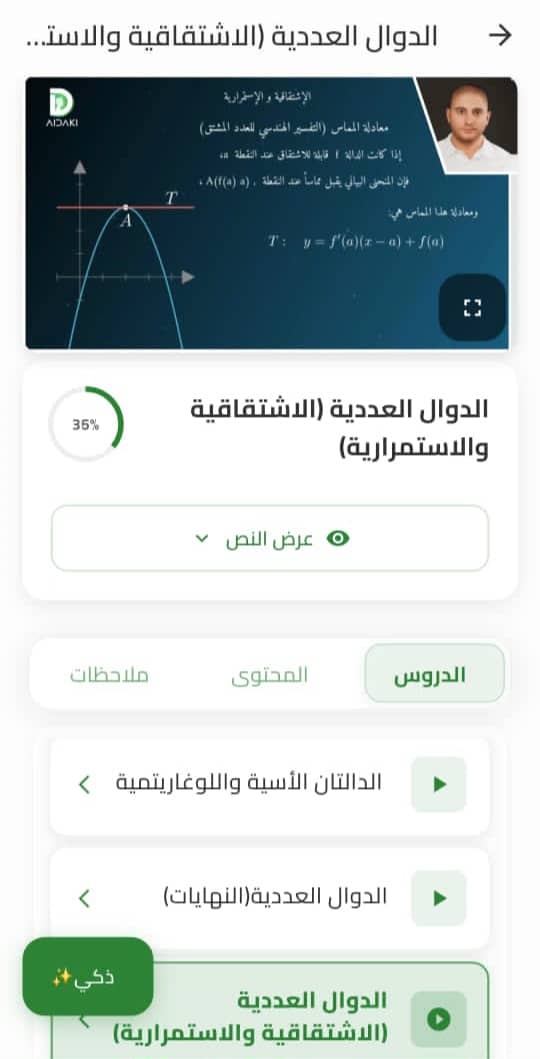 الدوال العددية (الاشتقاقية والاستـ...
AIDAKI
الإشتقاقية و الإستمرارية
معادلة المماس (التفسير الهندسي للعدد المشتق)
إذا كانت الدالة f قابلة للاشتقاق عند النقطة a،
فإن المنحنى البياني يقبل مماساً عند النقطة ، A(f(a) a) ،
ومعادلة هذا المماس هي:
T : y = f'(a)(x − a) + f(a)
T
A
الدوال العددية (الاشتقاقية
والاستمرارية)
35%
عرض النص
الدروس
المحتوى
ملاحظات
الدالتان الأسية واللوغاريتمية
الدوال العددية(النهايات)
ذكي✨
الدوال العددية
(الاشتقاقية والاستمرارية)